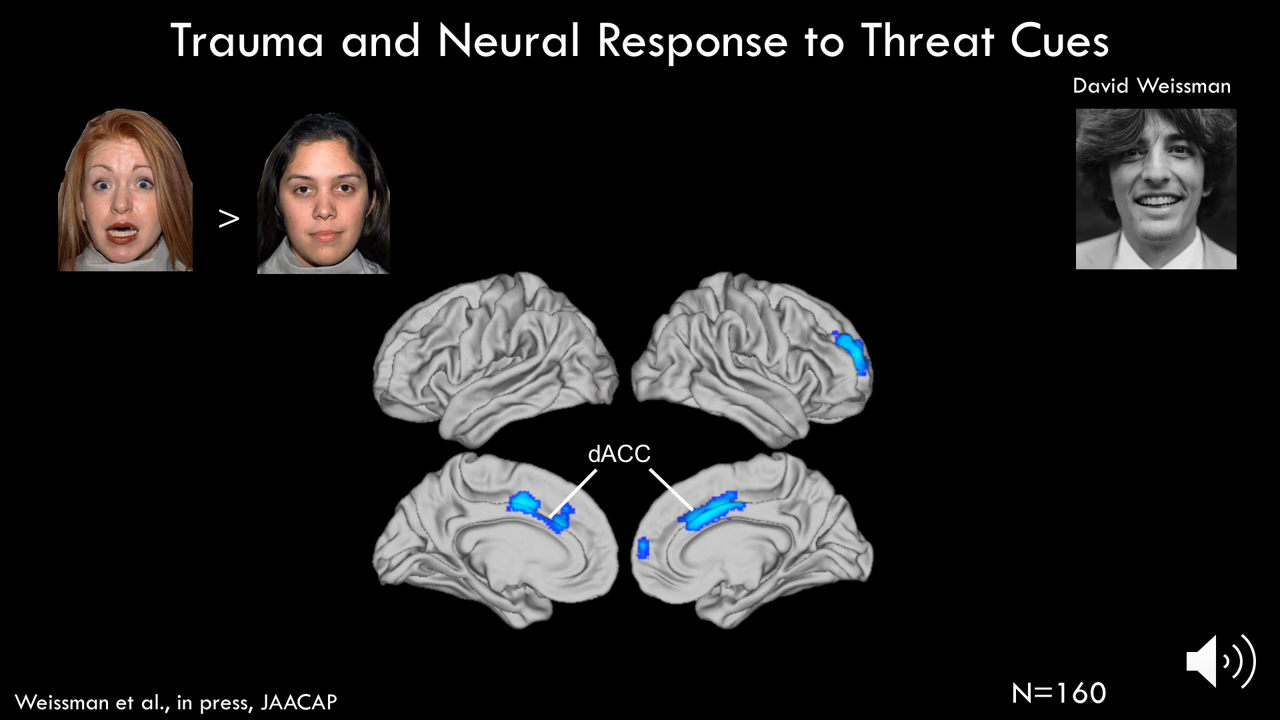 Trauma and Neural Response to Threat Cues
David Weissman
>
dACC
N=160
Weissman et al., in press, JAACAP